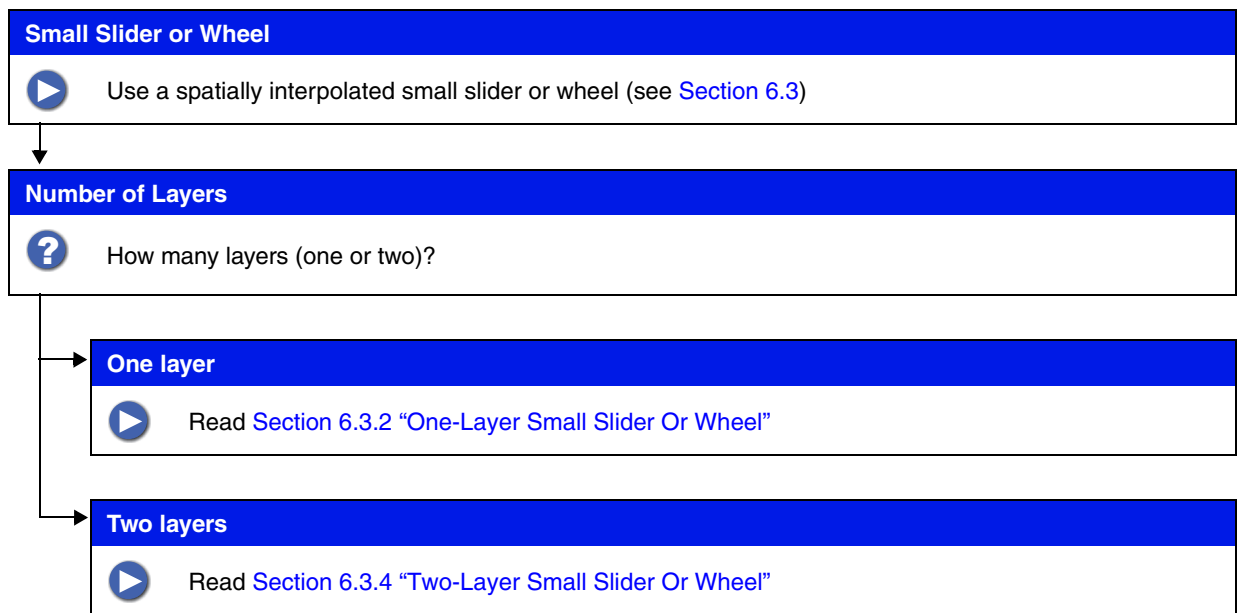 Small Slider or Wheel
Use a spatially interpolated small slider or wheel (see Section 6.3)
Number of Layers
?
How many layers (one or two)?
One layer
Read Section 6.3.2 “One-Layer Small Slider Or Wheel”
Two layers
Read Section 6.3.4 “Two-Layer Small Slider Or Wheel”